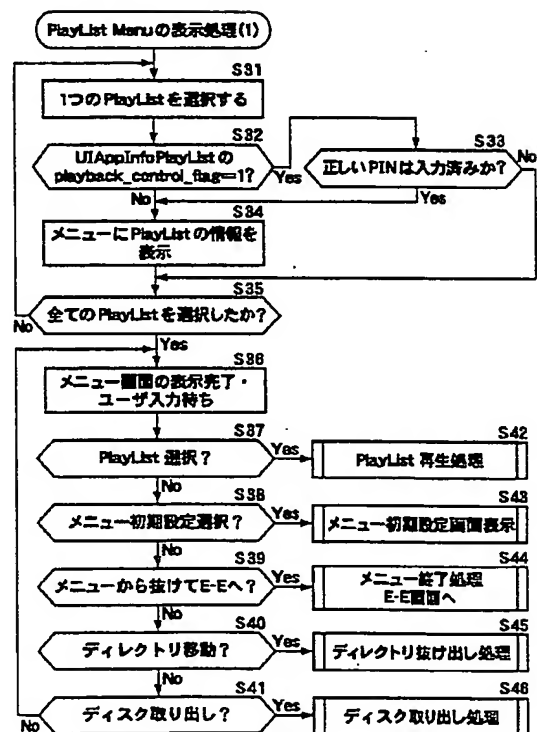 PlayList Menuの表示処理(1)
S31
1つのPlayListを選択する
S32
UIAppInfoPlayListの
playback_control_flag=1?
Yes
No
S33
正しいPINは入力済みか?
No
Yes
S34
メニューにPlayListの情報を
表示
S35
全てのPlayListを選択したか?
No
Yes
S36
メニュー画面の表示完了・
ユーザ入力待ち
S37
PlayList 選択?
Yes
S42
PlayList 再生処理
No
S38
メニュー初期設定選択?
Yes
S43
メニュー初期設定画面表示
No
S39
メニューから抜けてE-Eへ?
Yes
S44
メニュー終了処理
E-E画面へ
No
S40
ディレクトリ移動?
Yes
S45
ディレクトリ抜け出し処理
No
S41
ディスク取り出し?
Yes
S46
ディスク取り出し処理
No